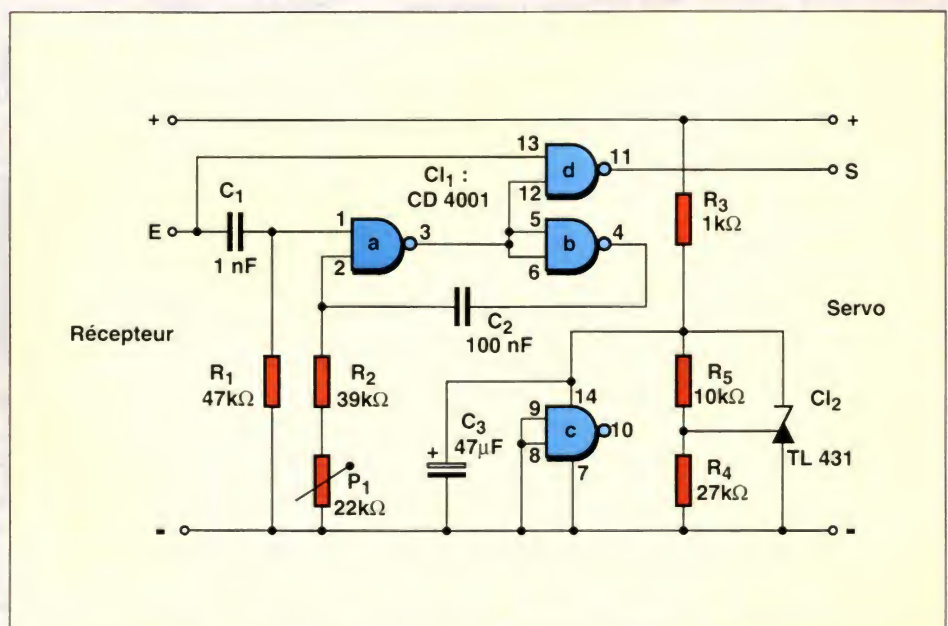 +
+
13
11
d
S
CI1 :
CD 4001
12
C1
R3
1kΩ
E
1
5
a
3
b
4
1 nF
2
6
C2
100 nF
Servo
Récepteur
R1
47kΩ
R2
39kΩ
14
R5
10kΩ
CI2
9
c
10
C3
47µF
+
8
TL 431
P1
22kΩ
7
R4
27kΩ
-
-